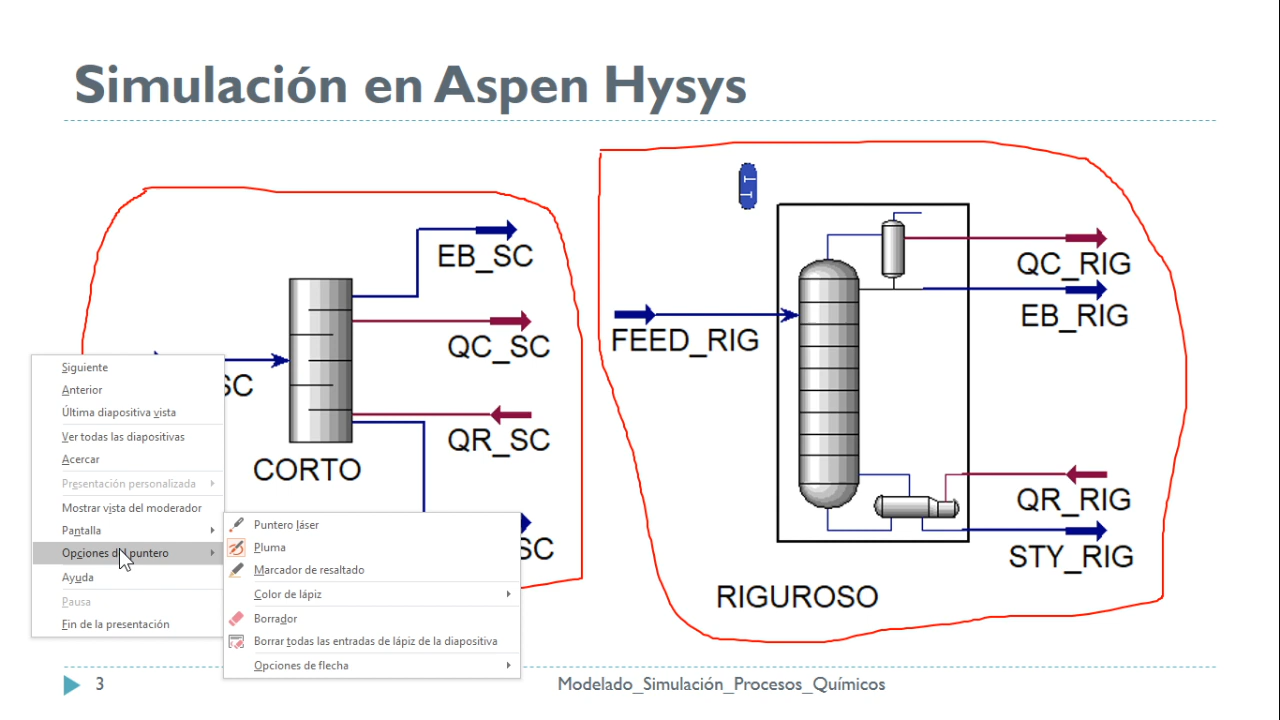 Simulación en Aspen Hysys
EB_SC
QC_SC
QR_SC
SC
SC
CORTO
FEED_RIG
QC_RIG
EB_RIG
QR_RIG
STY_RIG
RIGUROSO
Siguiente
Anterior
Última diapositiva vista
Ver todas las diapositivas
Acercar
Presentación personalizada
Mostrar vista del moderador
Pantalla
Opciones del puntero
Ayuda
Pausa
Fin de la presentación
Puntero láser
Pluma
Marcador de resaltado
Color de lápiz
Borrador
Borrar todas las entradas de lápiz de la diapositiva
Opciones de flecha
3
Modelado_Simulación_Procesos_Químicos